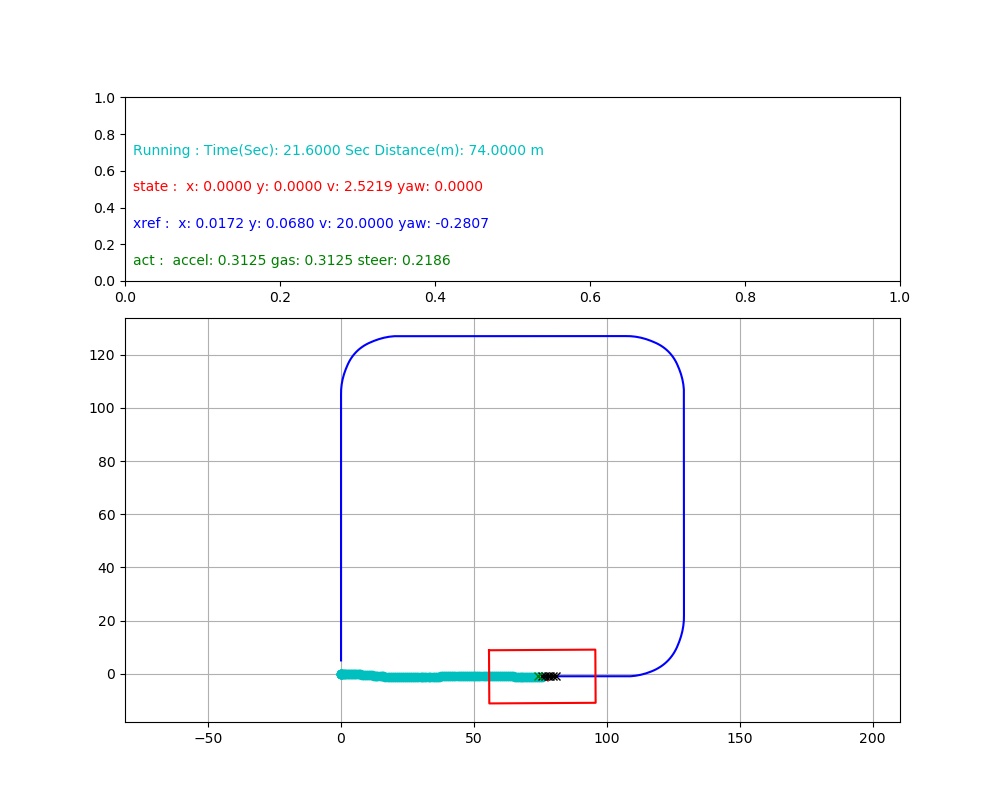 1.0
0.8
Running : Time(Sec): 21.6000 Sec Distance(m): 74.0000 m
0.6
state :  x: 0.0000 y: 0.0000 v: 2.5219 yaw: 0.0000
0.4
xref :  x: 0.0172 y: 0.0680 v: 20.0000 yaw: -0.2807
0.2
act :  accel: 0.3125 gas: 0.3125 steer: 0.2186
0.0
0.0 0.2 0.4 0.6 0.8 1.0
120
100
80
60
40
20
0
−50 0 50 100 150 200